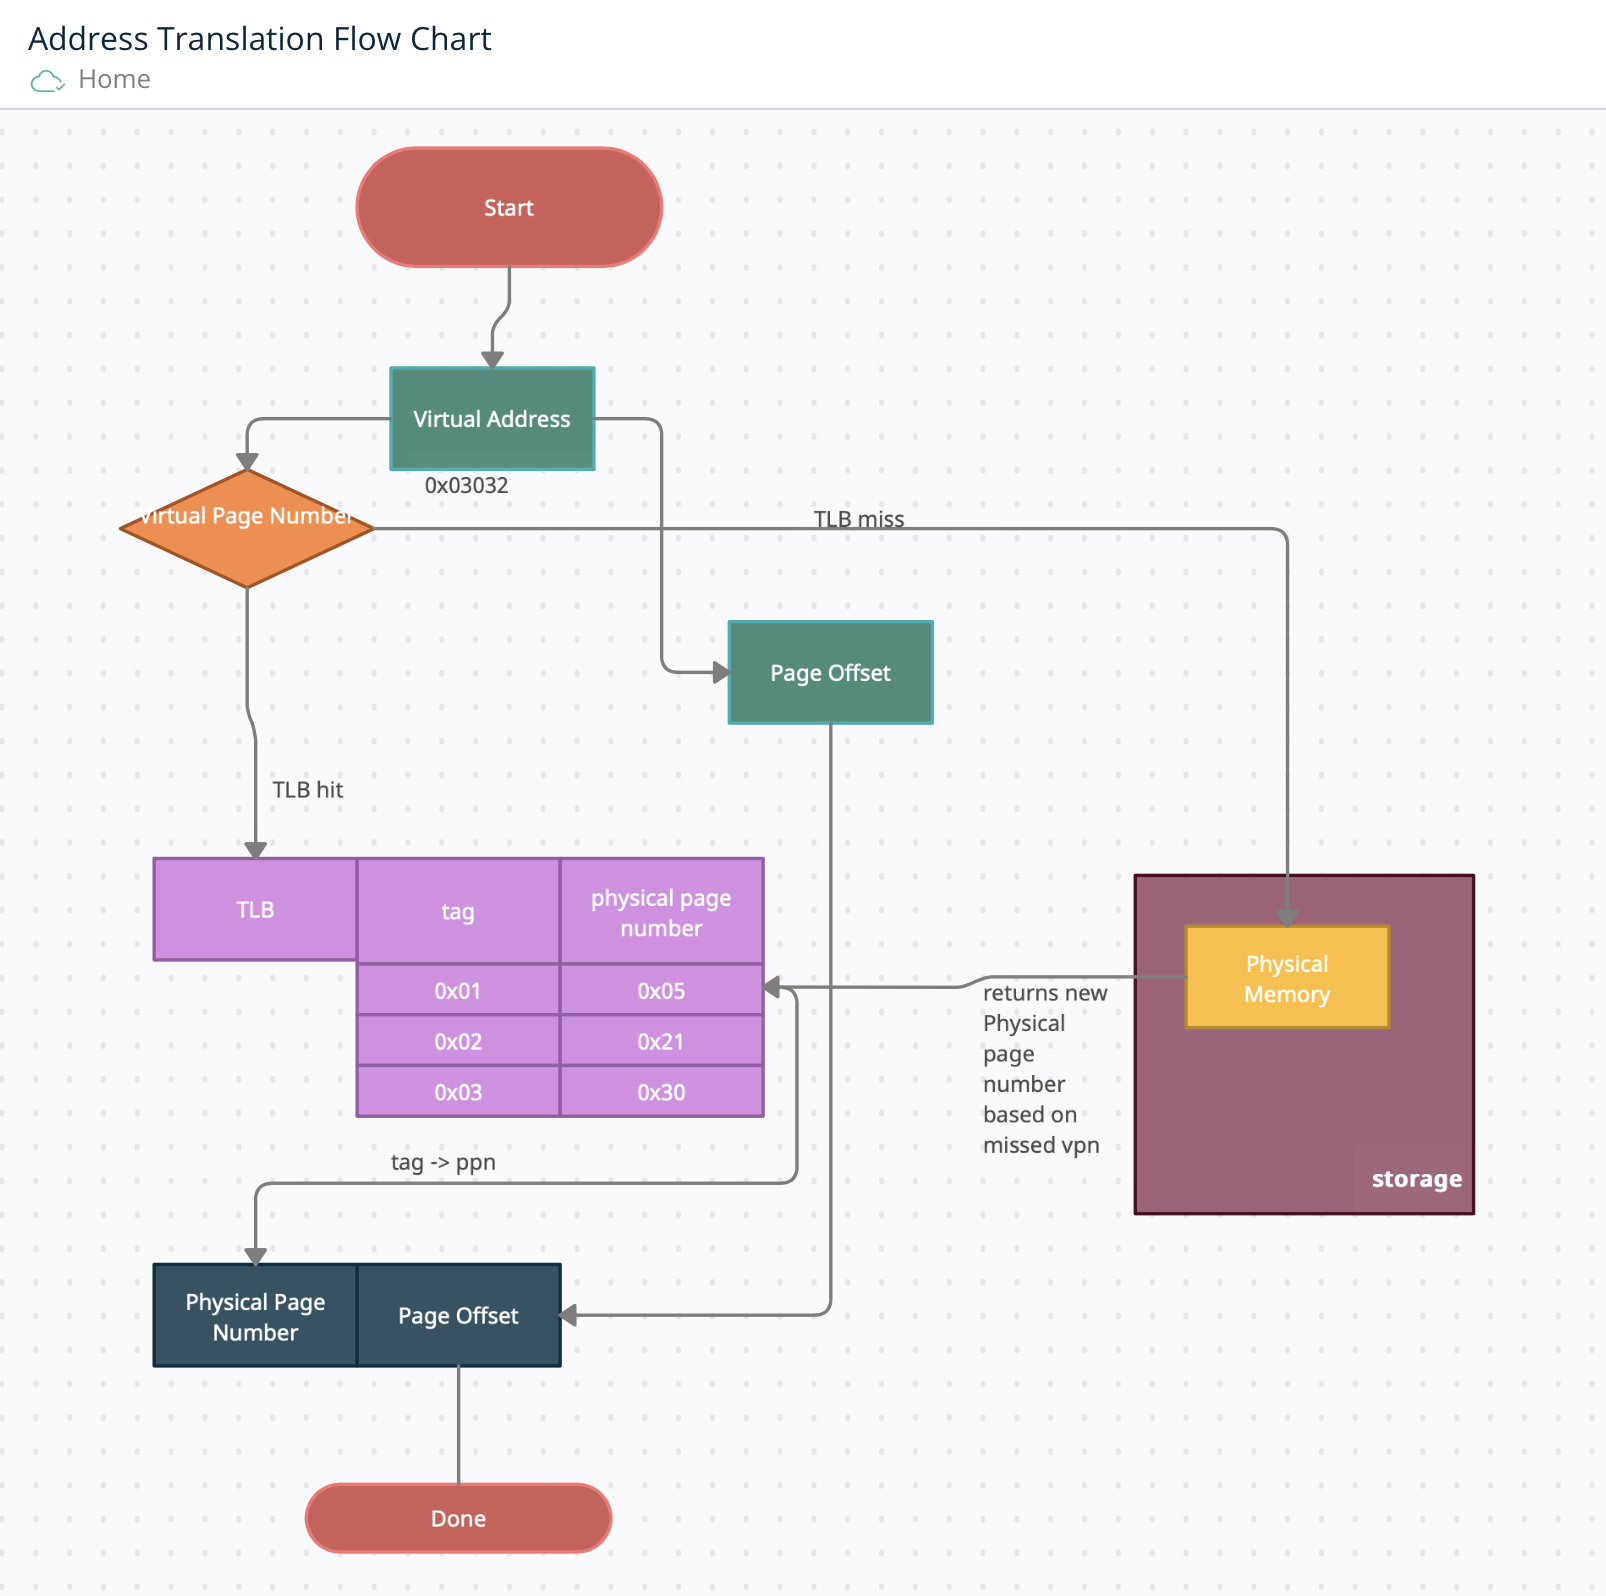 Address Translation Flow Chart
Home
Start
Virtual Address
0x03032
Virtual Page Number
TLB miss
Page Offset
TLB hit
TLB
tag
physical page
number
0x01
0x05
0x02
0x21
0x03
0x30
Physical
Memory
returns new
Physical
page
number
based on
missed vpn
storage
tag -> ppn
Physical Page
Number
Page Offset
Done